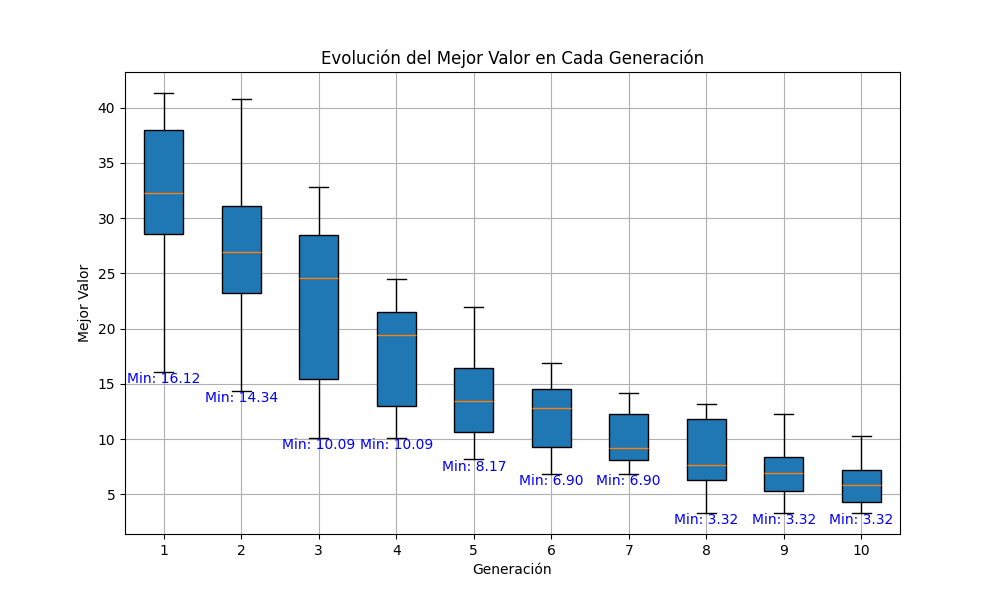 Evolución del Mejor Valor en Cada Generación
Mejor Valor
40
35
30
25
20
15
10
5
Min: 16.12
Min: 14.34
Min: 10.09
Min: 10.09
Min: 8.17
Min: 6.90
Min: 6.90
Min: 3.32
Min: 3.32
Min: 3.32
1 2 3 4 5 6 7 8 9 10
Generación